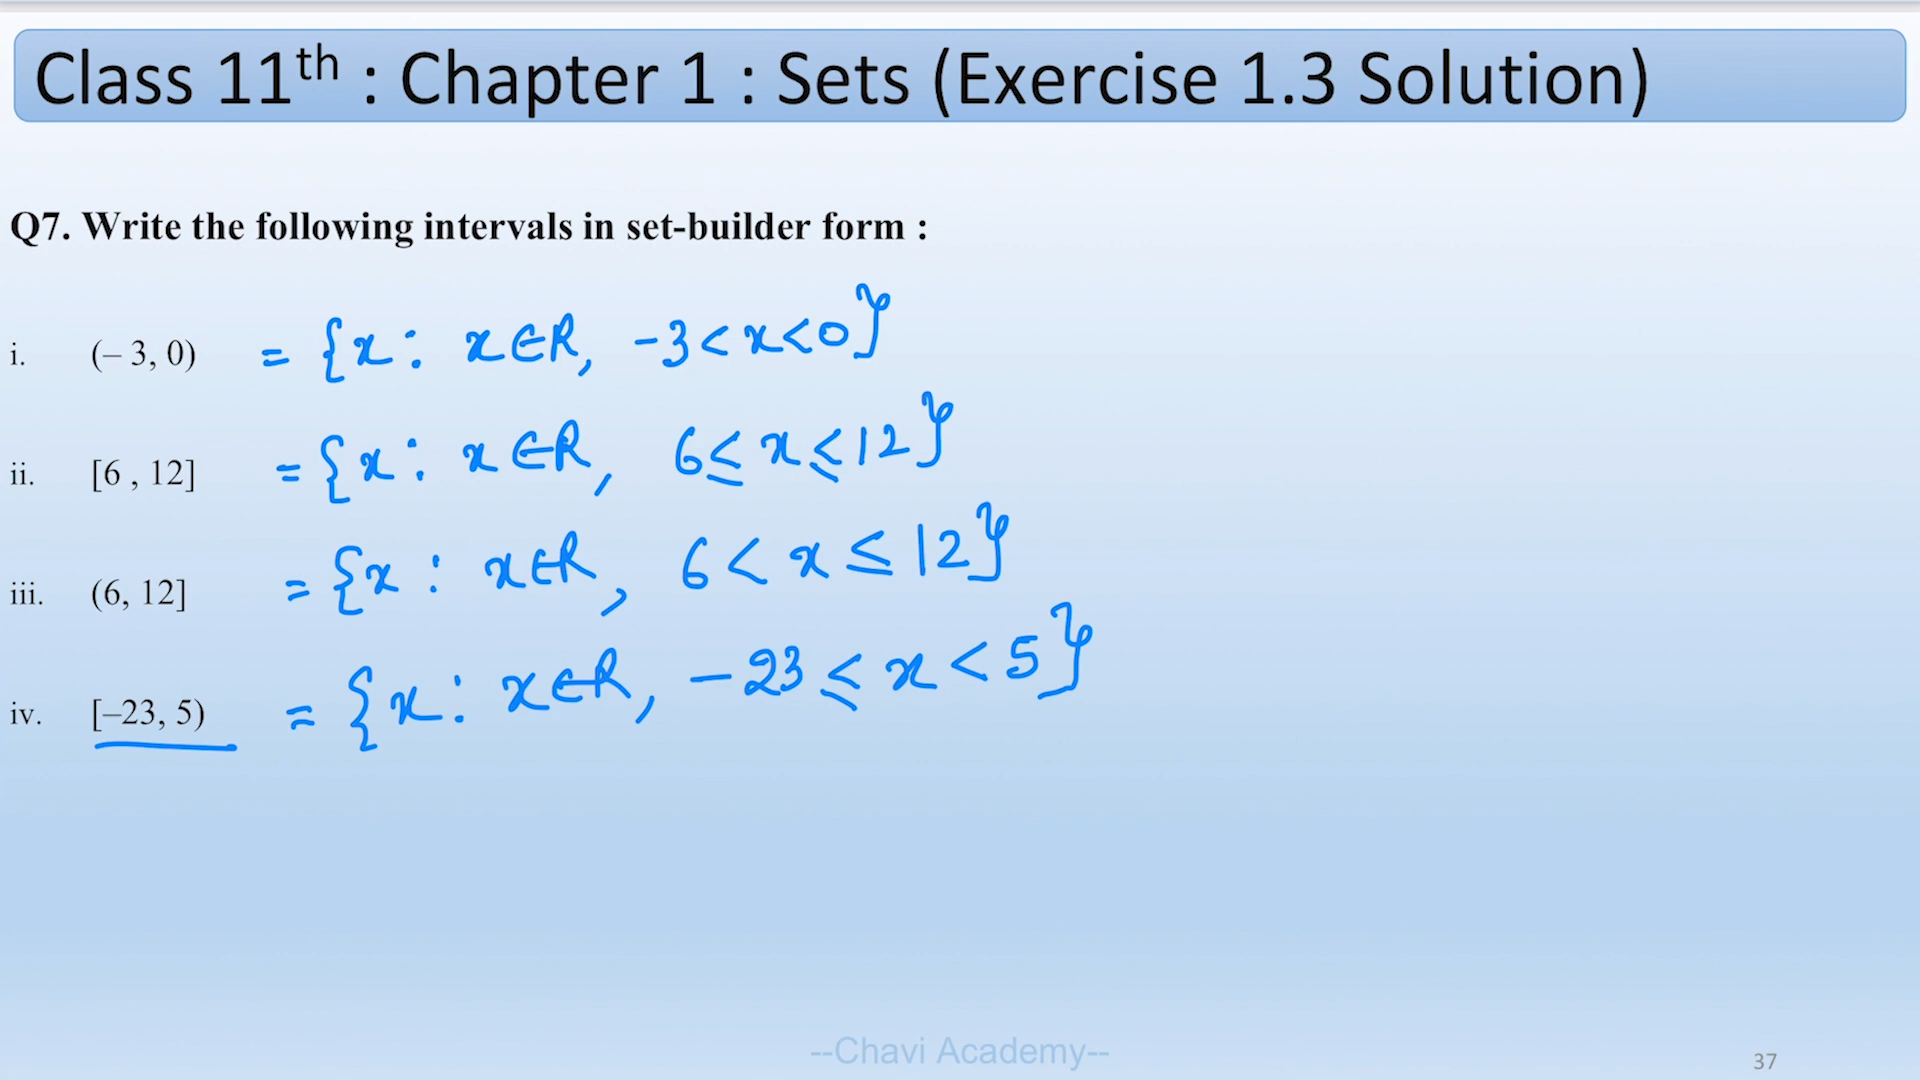 Class 11th : Chapter 1 : Sets (Exercise 1.3 Solution)
Q7. Write the following intervals in set-builder form :
i. (– 3, 0) = {x : x∈R, -3<x<0}
ii. [6 , 12] = {x : x∈R, 6≤x≤12}
iii. (6, 12] = {x : x∈R, 6<x≤12}
iv. [–23, 5) = {x : x∈R, -23≤x<5}
--Chavi Academy--
37